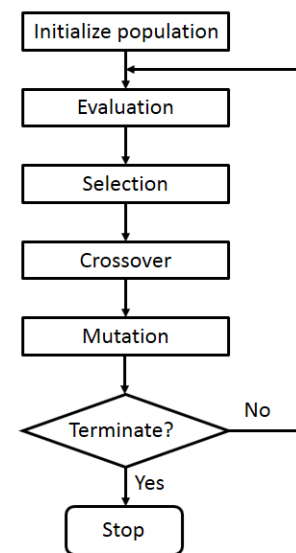 Initialize population
Evaluation
Selection
Crossover
Mutation
Terminate?
No
Yes
Stop